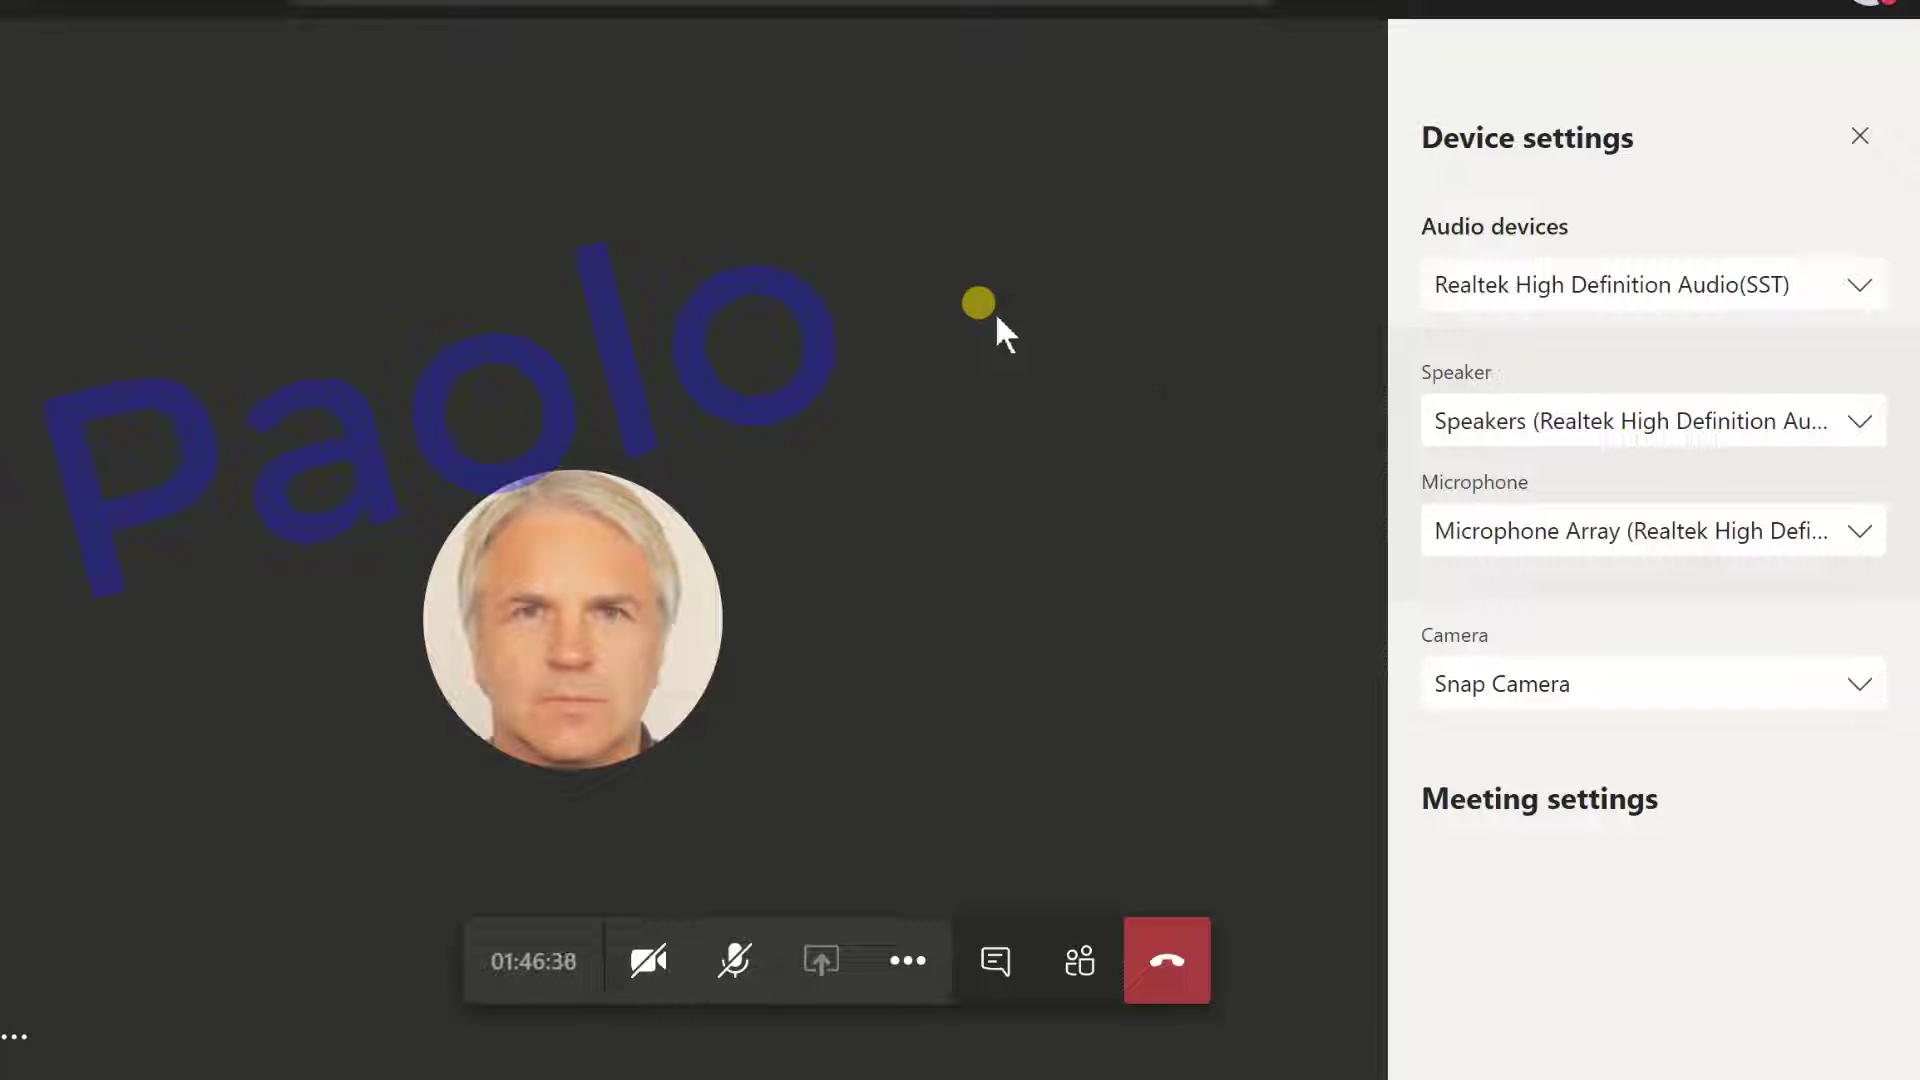 Device settings
Audio devices
Realtek High Definition Audio(SST)
Speaker
Speakers (Realtek High Definition Au...
Microphone
Microphone Array (Realtek High Defi...
Camera
Snap Camera
Meeting settings
Paolo
01:46:38